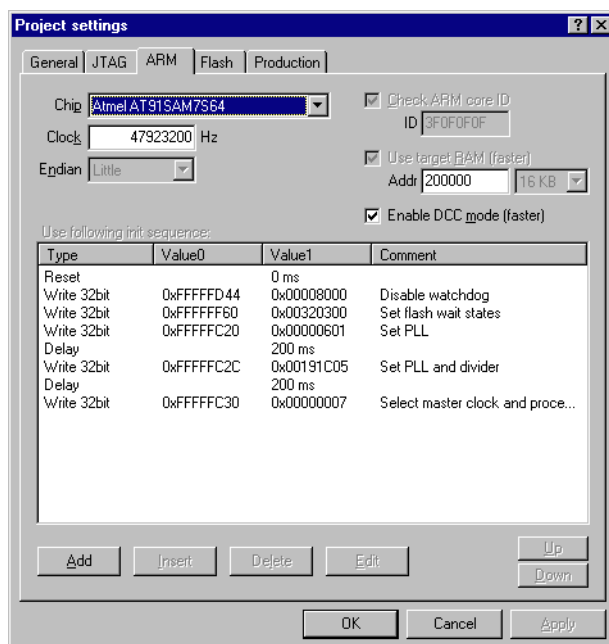 Project settings
General JTAG ARM Flash Production
Chip Atmel AT91SAM7S64
Clock 47923200 Hz
Endian Little
Check ARM core ID
ID 3F0F0F0F
Use target RAM (faster)
Addr 200000 16 KB
Enable DCC mode (faster)
Use following init sequence:
Type Value0 Value1 Comment
Reset 0 ms
Write 32bit 0xFFFFFD44 0x00008000 Disable watchdog
Write 32bit 0xFFFFFF60 0x00320300 Set flash wait states
Write 32bit 0xFFFFFC20 0x00000601 Set PLL
Delay 200 ms
Write 32bit 0xFFFFFC2C 0x00191C05 Set PLL and divider
Delay 200 ms
Write 32bit 0xFFFFFC30 0x00000007 Select master clock and proce...
Add Insert Delete Edit Up
Down
OK Cancel Apply